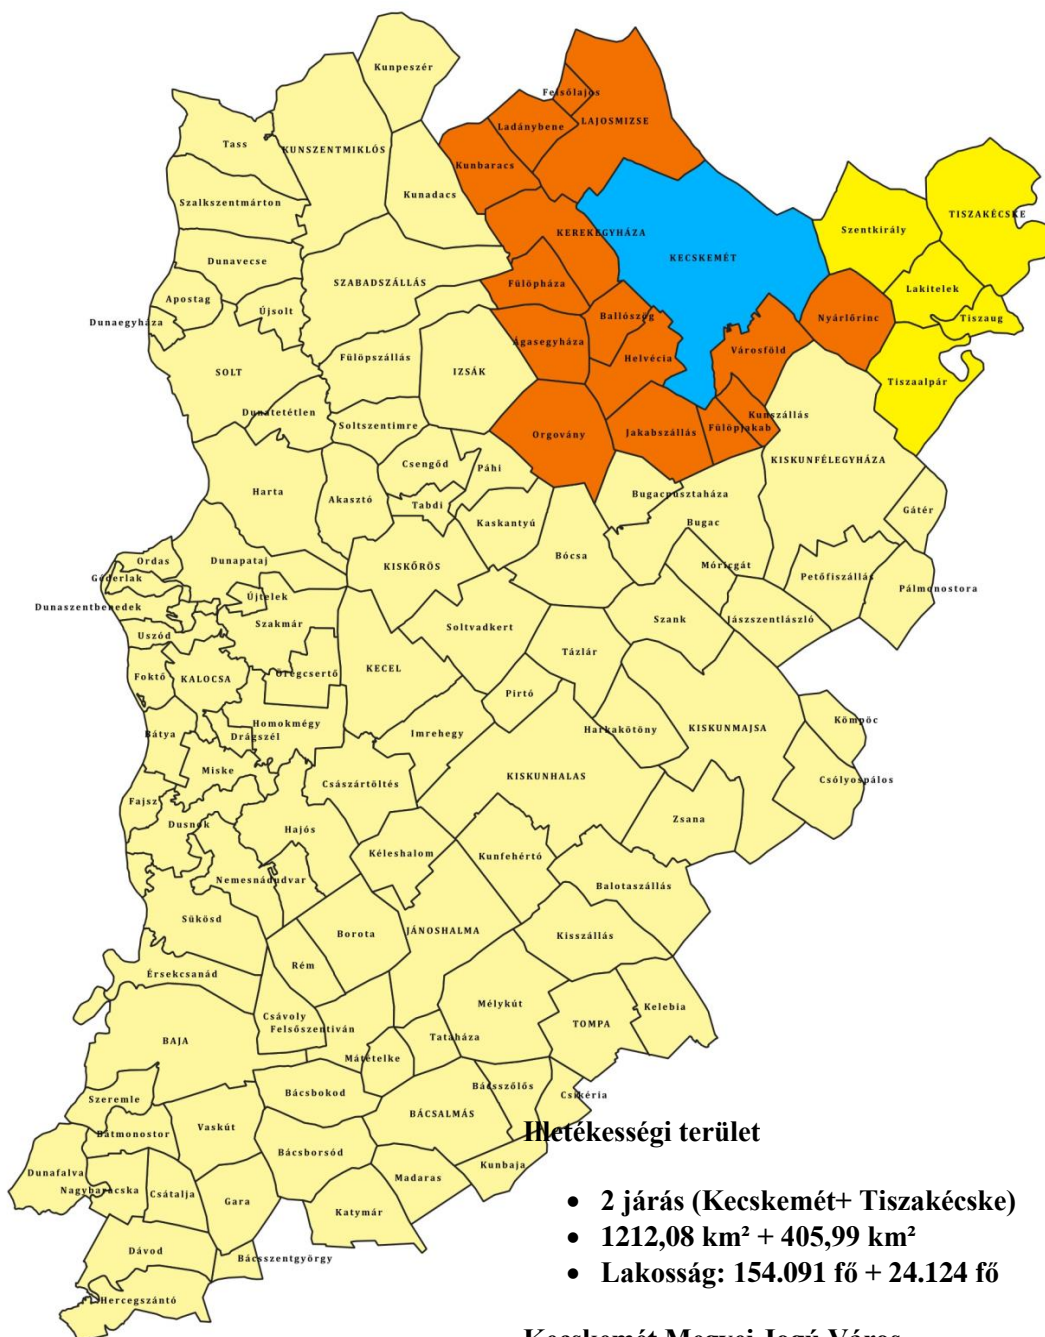 Kunpeszér
Felsőlajos
Ladánybene
LAJOSMIZSE
Tass
KUNSZENTMIKLÓS
Kunbaracs
Kunadacs
Szalkszentmárton
TISZAKÉCSKE
Szentkirály
KEREKEGYHÁZA
KECSKEMÉT
Dunavecse
SZABADSZÁLLÁS
Fülöpháza
Lakitelek
Apostag
Újsolt
Ballószög
Nyárlőrinc
Tiszaug
Dunaegyháza
Ágasegyháza
Városföld
Fülöpszállás
Helvécia
SOLT
IZSÁK
Tiszaalpár
Dunatetétlen
Soltszentimre
Kunszállás
Orgovány
Jakabszállás
Fülöpjakab
Csengőd
Páhi
KISKUNFÉLEGYHÁZA
Harta
Akasztó
Tabdi
Bugacpusztaháza
Gátér
Kaskantyú
Bugac
Ordas
Dunapataj
KISKŐRÖS
Bócsa
Móricgát
Géderlak
Petőfiszállás
Pálmonostora
Dunaszentbenedek
Újtelek
Szakmár
Soltvadkert
Szank
Jászszentlászló
Uszód
Foktő
KALOCSA
Öregcsertő
KECEL
Tázlár
Pirtó
Bátya
Homokmégy
Drágszél
Imrehegy
Harkakötöny
KISKUNMAJSA
Kömpöc
Miske
Császártöltés
KISKUNHALAS
Csólyospálos
Fajsz
Dusnok
Hajós
Zsana
Kéleshalom
Kunfehértó
Nemesnádudvar
Balotaszállás
Sükösd
Borota
JÁNOSHALMA
Kisszállás
Rém
Érsekcsanád
Mélykút
Kelebia
Csávoly
Felsőszentiván
TOMPA
BAJA
Tataháza
Mátételke
Bácsszőlős
Szeremle
Bácsbokod
Csikéria
BÁCSALMÁS
Vaskút
Bátmonostor
Illetékességi terület
Bácsborsód
Dunafalva
Kunbaja
Nagybaracska
Csátalja
Gara
Madaras
• 2 járás (Kecskemét+ Tiszakécske)
Katymár
• 1212,08 km² + 405,99 km²
Dávod
Bácsszentgyörgy
• Lakosság: 154.091 fő + 24.124 fő
Hercegszántó
Kecskemét Megyei Jogú Város